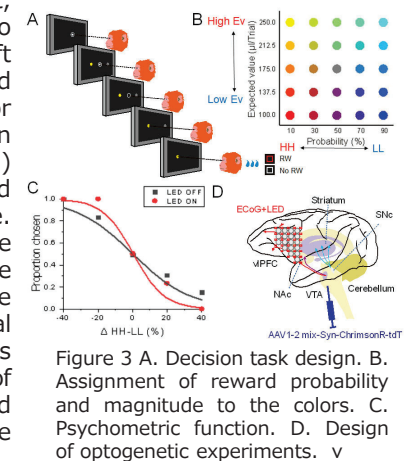 A
B
High Ev
Low Ev
Expected value (µl/Trial)
250.0
212.5
175.0
137.5
100.0
10 30 50 70 90
Probability (%)
HH LL
RW
No RW
C
LED OFF
LED ON
Proportion chosen
1.0
0.8
0.6
0.4
0.2
0.0
-40 -20 0 20 40
Δ HH-LL (%)
D
Striatum
ECoG+LED
SNc
vlPFC
Cerebellum
NAc VTA
AAV1-2 mix-Syn-ChrimsonR-tdT
Figure 3 A. Decision task design. B.
Assignment of reward probability
and magnitude to the colors. C.
Psychometric function. D. Design
of optogenetic experiments. v